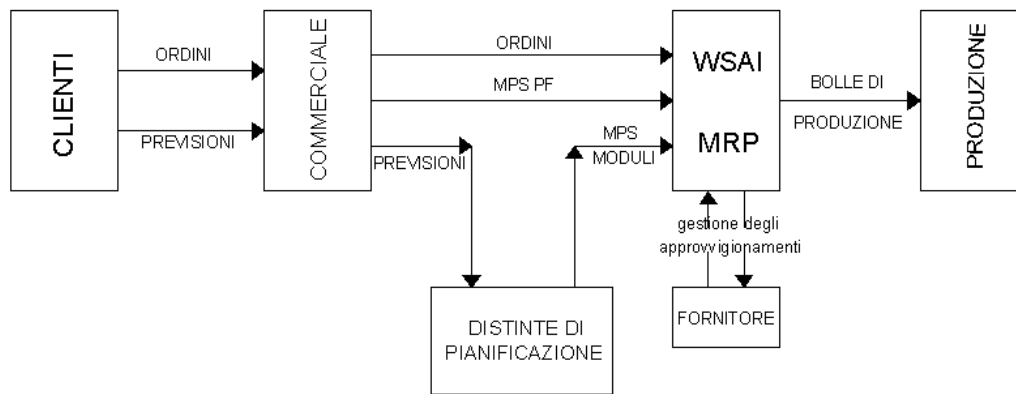 CLIENTI
ORDINI
PREVISIONI
COMMERCIALE
ORDINI
MPS PF
PREVISIONI
MPS
MODULI
WSAI
MRP
BOLLE DI
PRODUZIONE
PRODUZIONE
gestione degli
approvvigionamenti
DISTINTE DI
PIANIFICAZIONE
FORNITORE